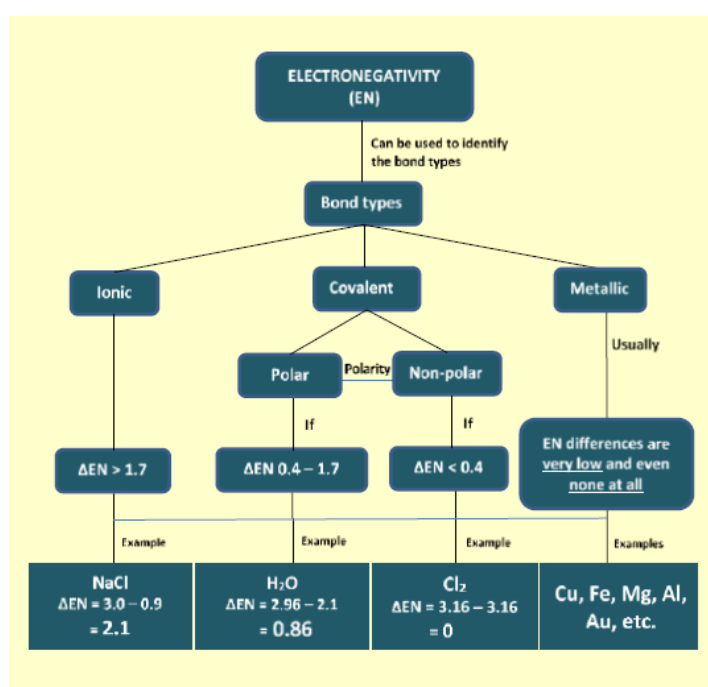 ELECTRONEGATIVITY
(EN)
Can be used to identify
the bond types
Bond types
Ionic
Covalent
Metallic
Usually
Polar
Polarity
Non-polar
If
If
ΔEN > 1.7
ΔEN 0.4 – 1.7
ΔEN < 0.4
EN differences are
very low and even
none at all
Example
Example
Example
Examples
NaCl
ΔEN = 3.0 – 0.9
= 2.1
H₂O
ΔEN = 2.96 – 2.1
= 0.86
Cl₂
ΔEN = 3.16 – 3.16
= 0
Cu, Fe, Mg, Al,
Au, etc.